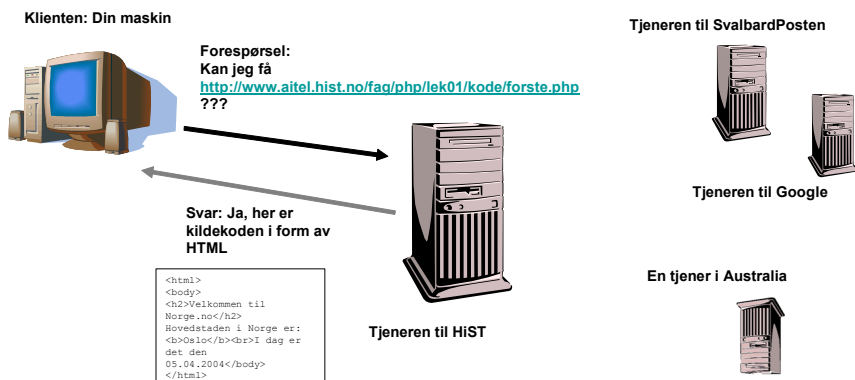 Klienten: Din maskin
Forespørsel:
Kan jeg få
http://www.aitel.hist.no/fag/php/lek01/kode/forste.php
???
Svar: Ja, her er
kildekoden i form av
HTML
<html>
<body>
<h2>Velkommen til
Norge.no</h2>
Hovedstaden i Norge er:
<b>Oslo</b><br>I dag er
det den
05.04.2004</body>
</html>
Tjeneren til HiST
Tjeneren til SvalbardPosten
Tjeneren til Google
En tjener i Australia